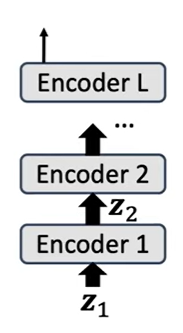 Encoder L
...
Encoder 2
z₂
Encoder 1
z₁